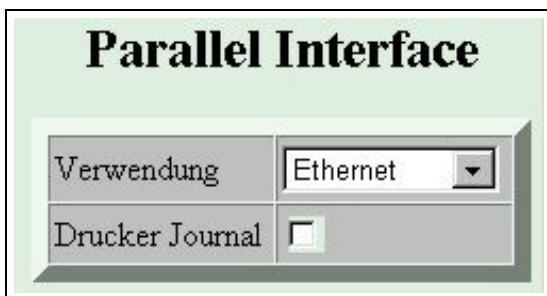 Parallel Interface
Verwendung Ethernet
Drucker Journal